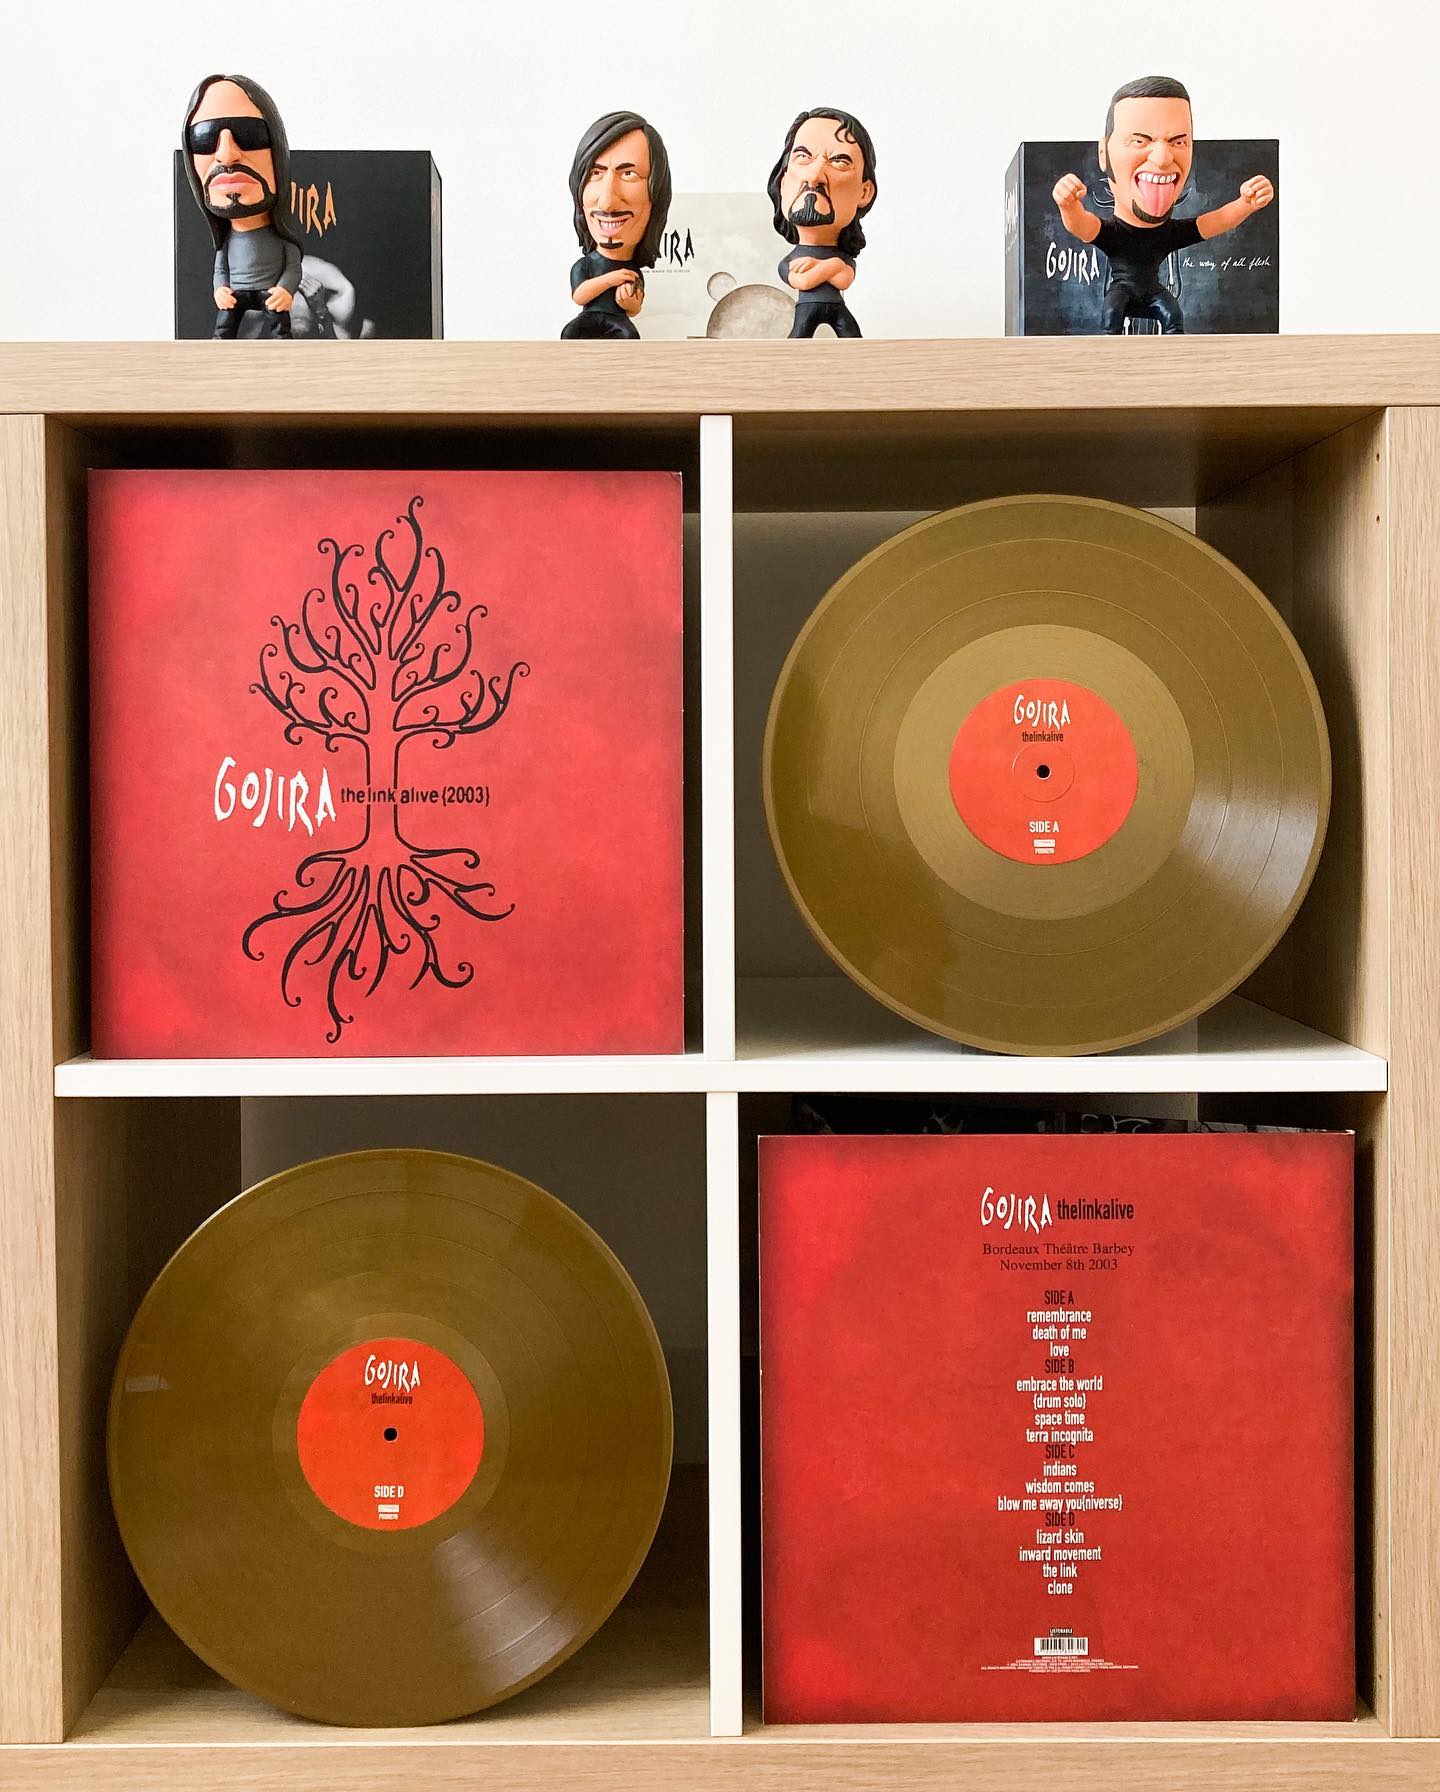 GOJIRA
the way of all flesh
GOJIRA
the link alive {2003}
GOJIRA
thelinkalive
SIDE A
GOJIRA
thelinkalive
SIDE D
GOJIRA thelinkalive
Bordeaux Théâtre Barbey
November 8th 2003
SIDE A
remembrance
death of me
love
SIDE B
embrace the world
{drum solo}
space time
terra incognita
SIDE C
indians
wisdom comes
blow me away you{niverse}
SIDE D
lizard skin
inward movement
the link
clone
LISTENABLE